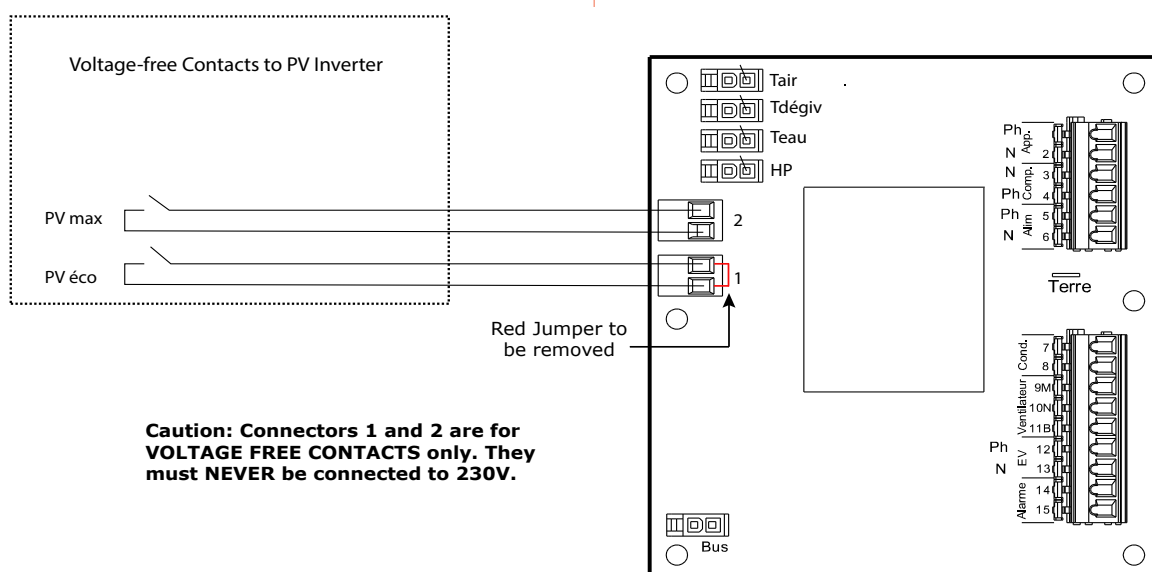 Voltage-free Contacts to PV Inverter
PV max
PV éco
Red Jumper to
be removed
Caution: Connectors 1 and 2 are for
VOLTAGE FREE CONTACTS only. They
must NEVER be connected to 230V.
Tair
Tdégiv
Teau
HP
2
1
Bus
Ph
N 2
App.
N 3
Ph 4
Comp.
Ph 5
N 6
Alim
Terre
7
8
Cond.
9M
10N
11B
Ventilateur
Ph 12
N 13
EV
14
15
Alarme